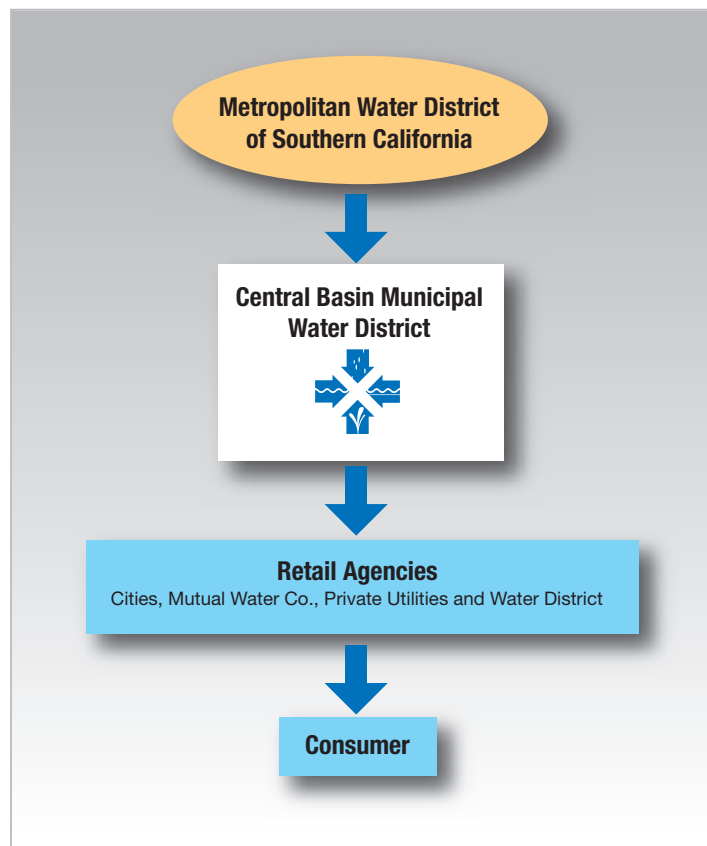 Metropolitan Water District
of Southern California
Central Basin Municipal
Water District
Retail Agencies
Cities, Mutual Water Co., Private Utilities and Water District
Consumer